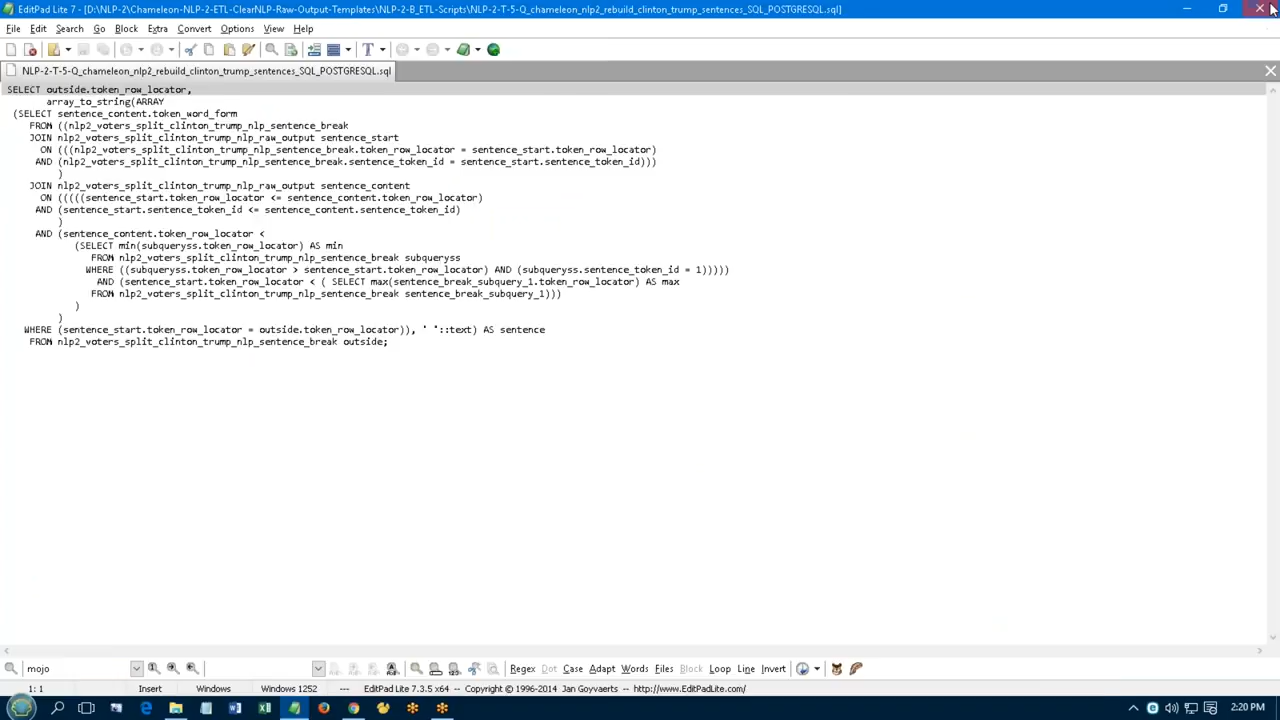 EditPad Lite 7 - [D:\NLP-2\Chameleon-NLP-2-ETL-ClearNLP-Raw-Output-Templates\NLP-2-B_ETL-Scripts\NLP-2-T-5-Q_chameleon_nlp2_rebuild_clinton_trump_sentences_SQL_POSTGRESQL.sql]
File Edit Search Go Block Extra Convert Options View Help
NLP-2-T-5-Q_chameleon_nlp2_rebuild_clinton_trump_sentences_SQL_POSTGRESQL.sql
SELECT outside.token_row_locator,
array_to_string(ARRAY
(SELECT sentence_content.token_word_form
FROM ((nlp2_voters_split_clinton_trump_nlp_sentence_break
JOIN nlp2_voters_split_clinton_trump_nlp_raw_output sentence_start
ON (((nlp2_voters_split_clinton_trump_nlp_sentence_break.token_row_locator = sentence_start.token_row_locator)
AND (nlp2_voters_split_clinton_trump_nlp_sentence_break.sentence_token_id = sentence_start.sentence_token_id)))
)
JOIN nlp2_voters_split_clinton_trump_nlp_raw_output sentence_content
ON (((((sentence_start.token_row_locator <= sentence_content.token_row_locator)
AND (sentence_start.sentence_token_id <= sentence_content.sentence_token_id)
)
AND (sentence_content.token_row_locator <
(SELECT min(subqueryss.token_row_locator) AS min
FROM nlp2_voters_split_clinton_trump_nlp_sentence_break subqueryss
WHERE ((subqueryss.token_row_locator > sentence_start.token_row_locator) AND (subqueryss.sentence_token_id = 1)))))
AND (sentence_start.token_row_locator < ( SELECT max(sentence_break_subquery_1.token_row_locator) AS max
FROM nlp2_voters_split_clinton_trump_nlp_sentence_break sentence_break_subquery_1)))
)
)
WHERE (sentence_start.token_row_locator = outside.token_row_locator)), ' '::text) AS sentence
FROM nlp2_voters_split_clinton_trump_nlp_sentence_break outside;
mojo Regex Dot Case Adapt Words Files Block Loop Line Invert
1: 1 Insert Windows Windows 1252 --- EditPad Lite 7.3.5 x64 -- Copyright © 1996-2014 Jan Goyvaerts -- http://www.EditPadLite.com/
2:20 PM